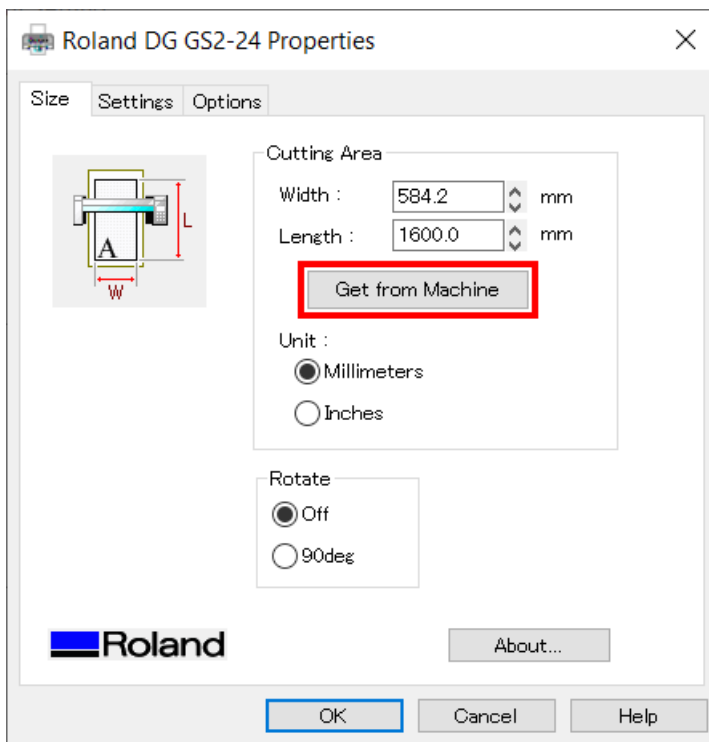 Roland DG GS2-24 Properties
Size Settings Options
Cutting Area
Width : 584.2 mm
Length : 1600.0 mm
Get from Machine
Unit :
Millimeters
Inches
L
A
W
Rotate
Off
90deg
Roland
About...
OK Cancel Help